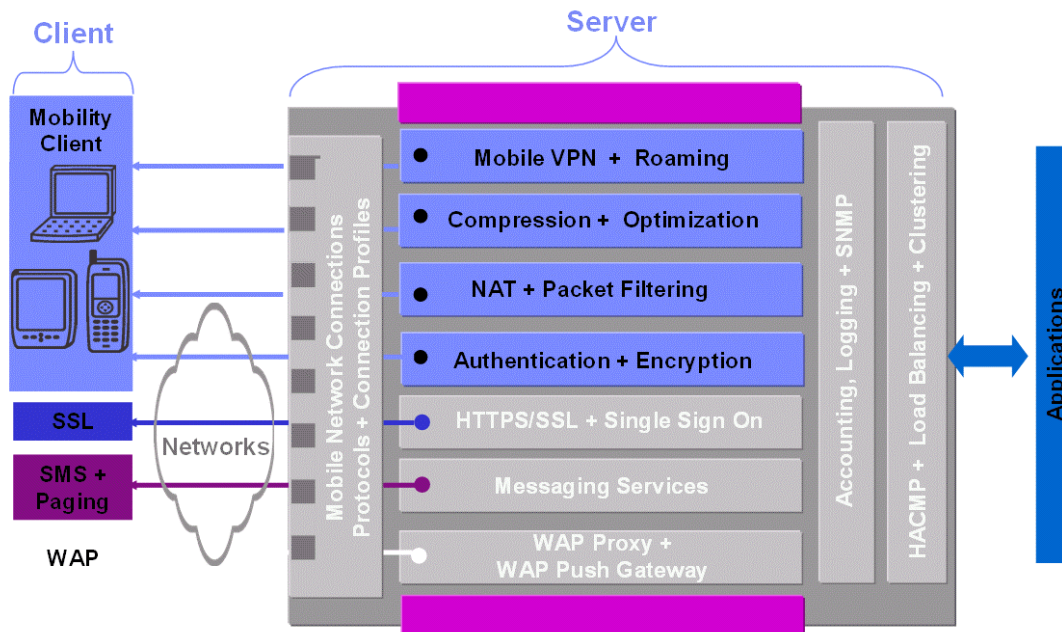 Client
Server
Mobility
Client
Mobile VPN + Roaming
Compression + Optimization
NAT + Packet Filtering
Authentication + Encryption
SSL
HTTPS/SSL + Single Sign On
Networks
SMS +
Paging
Messaging Services
WAP
WAP Proxy +
WAP Push Gateway
Mobile Network Connections
Protocols + Connection Profiles
Accounting, Logging + SNMP
HACMP + Load Balancing + Clustering
Applications